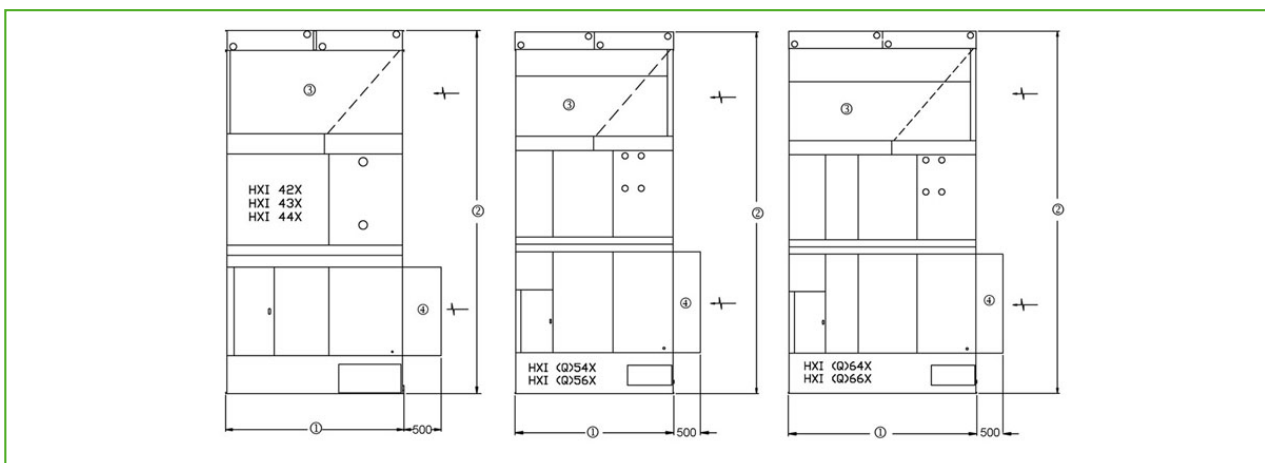 ③
②
HXI 42X
HXI 43X
HXI 44X
④
①
500
③
②
④
HXI (Q)54X
HXI (Q)56X
①
500
③
②
④
HXI (Q)64X
HXI (Q)66X
①
500